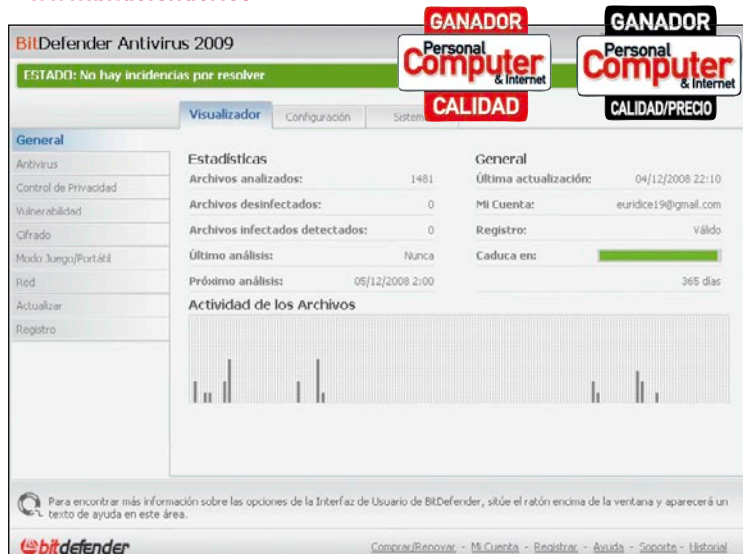 BitDefender Antivirus 2009
ESTADO: No hay incidencias por resolver
GANADOR
Personal
Computer
& Internet
CALIDAD
GANADOR
Personal
Computer
& Internet
CALIDAD/PRECIO
Visualizador
Configuración
General
Antivirus
Control de Privacidad
Vulnerabilidad
Cifrado
Modo Juego/Portátil
Red
Actualizar
Registro
Estadísticas
Archivos analizados: 1481
Archivos desinfectados: 0
Archivos infectados detectados: 0
Último análisis: Nunca
Próximo análisis: 05/12/2008 2:00
General
Última actualización: 04/12/2008 22:10
Mi Cuenta: euridice19@gmail.com
Registro: Válido
Caduca en:
365 días
Actividad de los Archivos
Para encontrar más información sobre las opciones de la Interfaz de Usuario de BitDefender, sitúe el ratón encima de la ventana y aparecerá un
texto de ayuda en este área.
bitdefender
Comprar/Renovar - Mi Cuenta - Registrar - Ayuda - Soporte - Historial